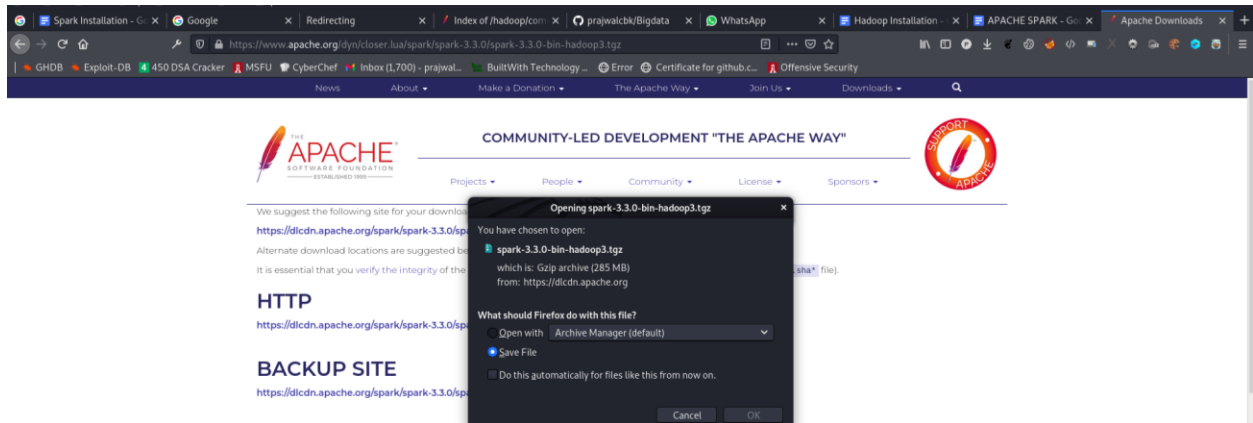 Spark Installation - Go
Google
Redirecting
Index of /hadoop/com
prajwalcbk/Bigdata
WhatsApp
Hadoop Installation -
APACHE SPARK - Goo
Apache Downloads
https://www.apache.org/dyn/closer.lua/spark/spark-3.3.0/spark-3.3.0-bin-hadoop3.tgz
GHDB
Exploit-DB
450 DSA Cracker
MSFU
CyberChef
Inbox (1,700) - prajwal...
BuiltWith Technology ...
Error
Certificate for github.c...
Offensive Security
News
About
Make a Donation
The Apache Way
Join Us
Downloads
THE
APACHE
SOFTWARE FOUNDATION
ESTABLISHED 1999
COMMUNITY-LED DEVELOPMENT "THE APACHE WAY"
SUPPORT
APACHE
Projects
People
Community
License
Sponsors
We suggest the following site for your downloa
https://dlcdn.apache.org/spark/spark-3.3.0/spa
Alternate download locations are suggested be
It is essential that you verify the integrity of the
.sha* file).
HTTP
https://dlcdn.apache.org/spark/spark-3.3.0/spa
BACKUP SITE
https://dlcdn.apache.org/spark/spark-3.3.0/spa
Opening spark-3.3.0-bin-hadoop3.tgz
You have chosen to open:
spark-3.3.0-bin-hadoop3.tgz
which is: Gzip archive (285 MB)
from: https://dlcdn.apache.org
What should Firefox do with this file?
Open with
Archive Manager (default)
Save File
Do this automatically for files like this from now on.
Cancel
OK